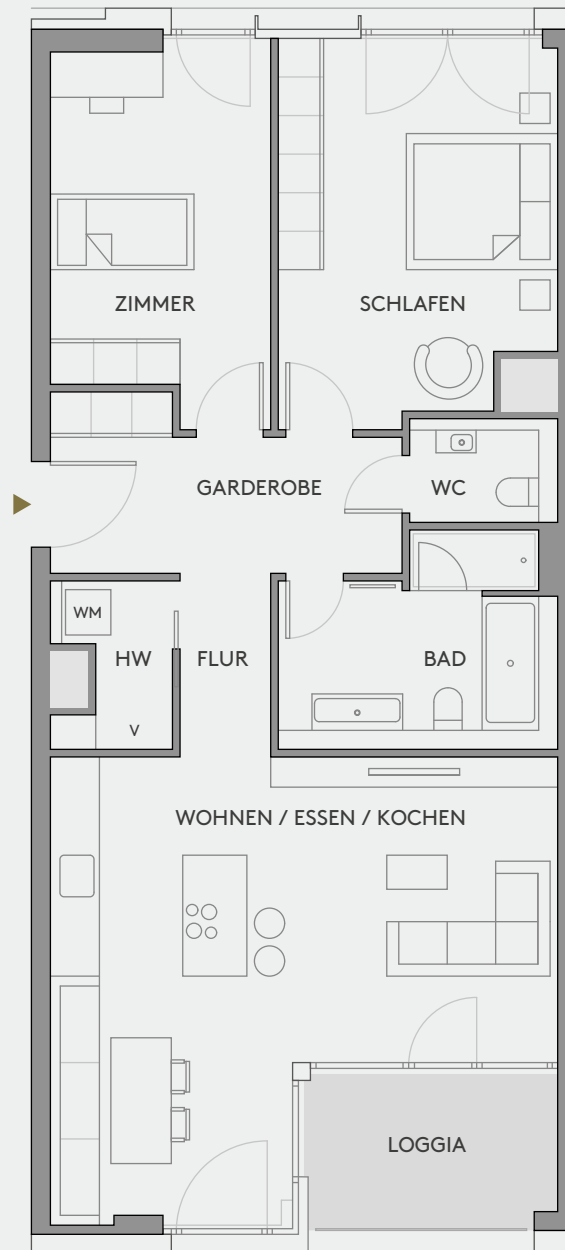 ZIMMER
SCHLAFEN
GARDEROBE
WC
WM
HW
FLUR
BAD
V
WOHNEN / ESSEN / KOCHEN
LOGGIA